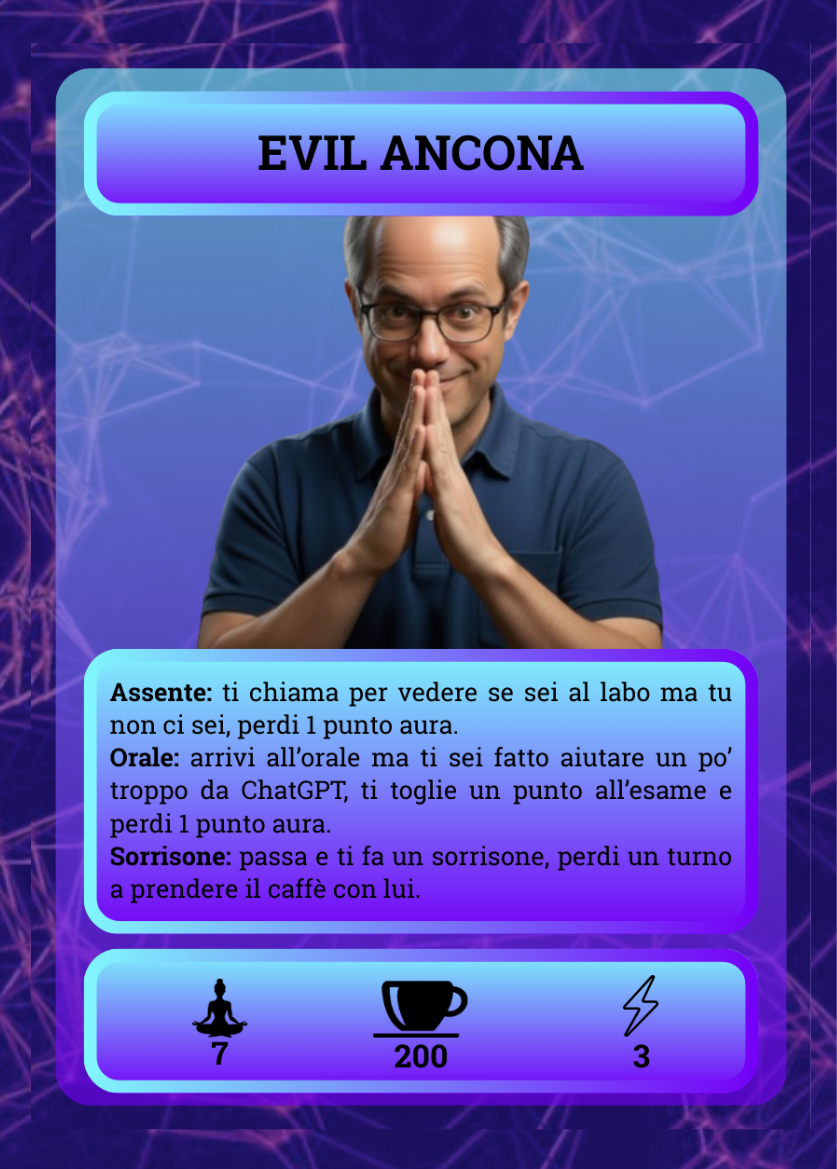 EVIL ANCONA
Assente: ti chiama per vedere se sei al labo ma tu
non ci sei, perdi 1 punto aura.
Orale: arrivi all’orale ma ti sei fatto aiutare un po’
troppo da ChatGPT, ti toglie un punto all’esame e
perdi 1 punto aura.
Sorrisone: passa e ti fa un sorrisone, perdi un turno
a prendere il caffè con lui.
7 200 3